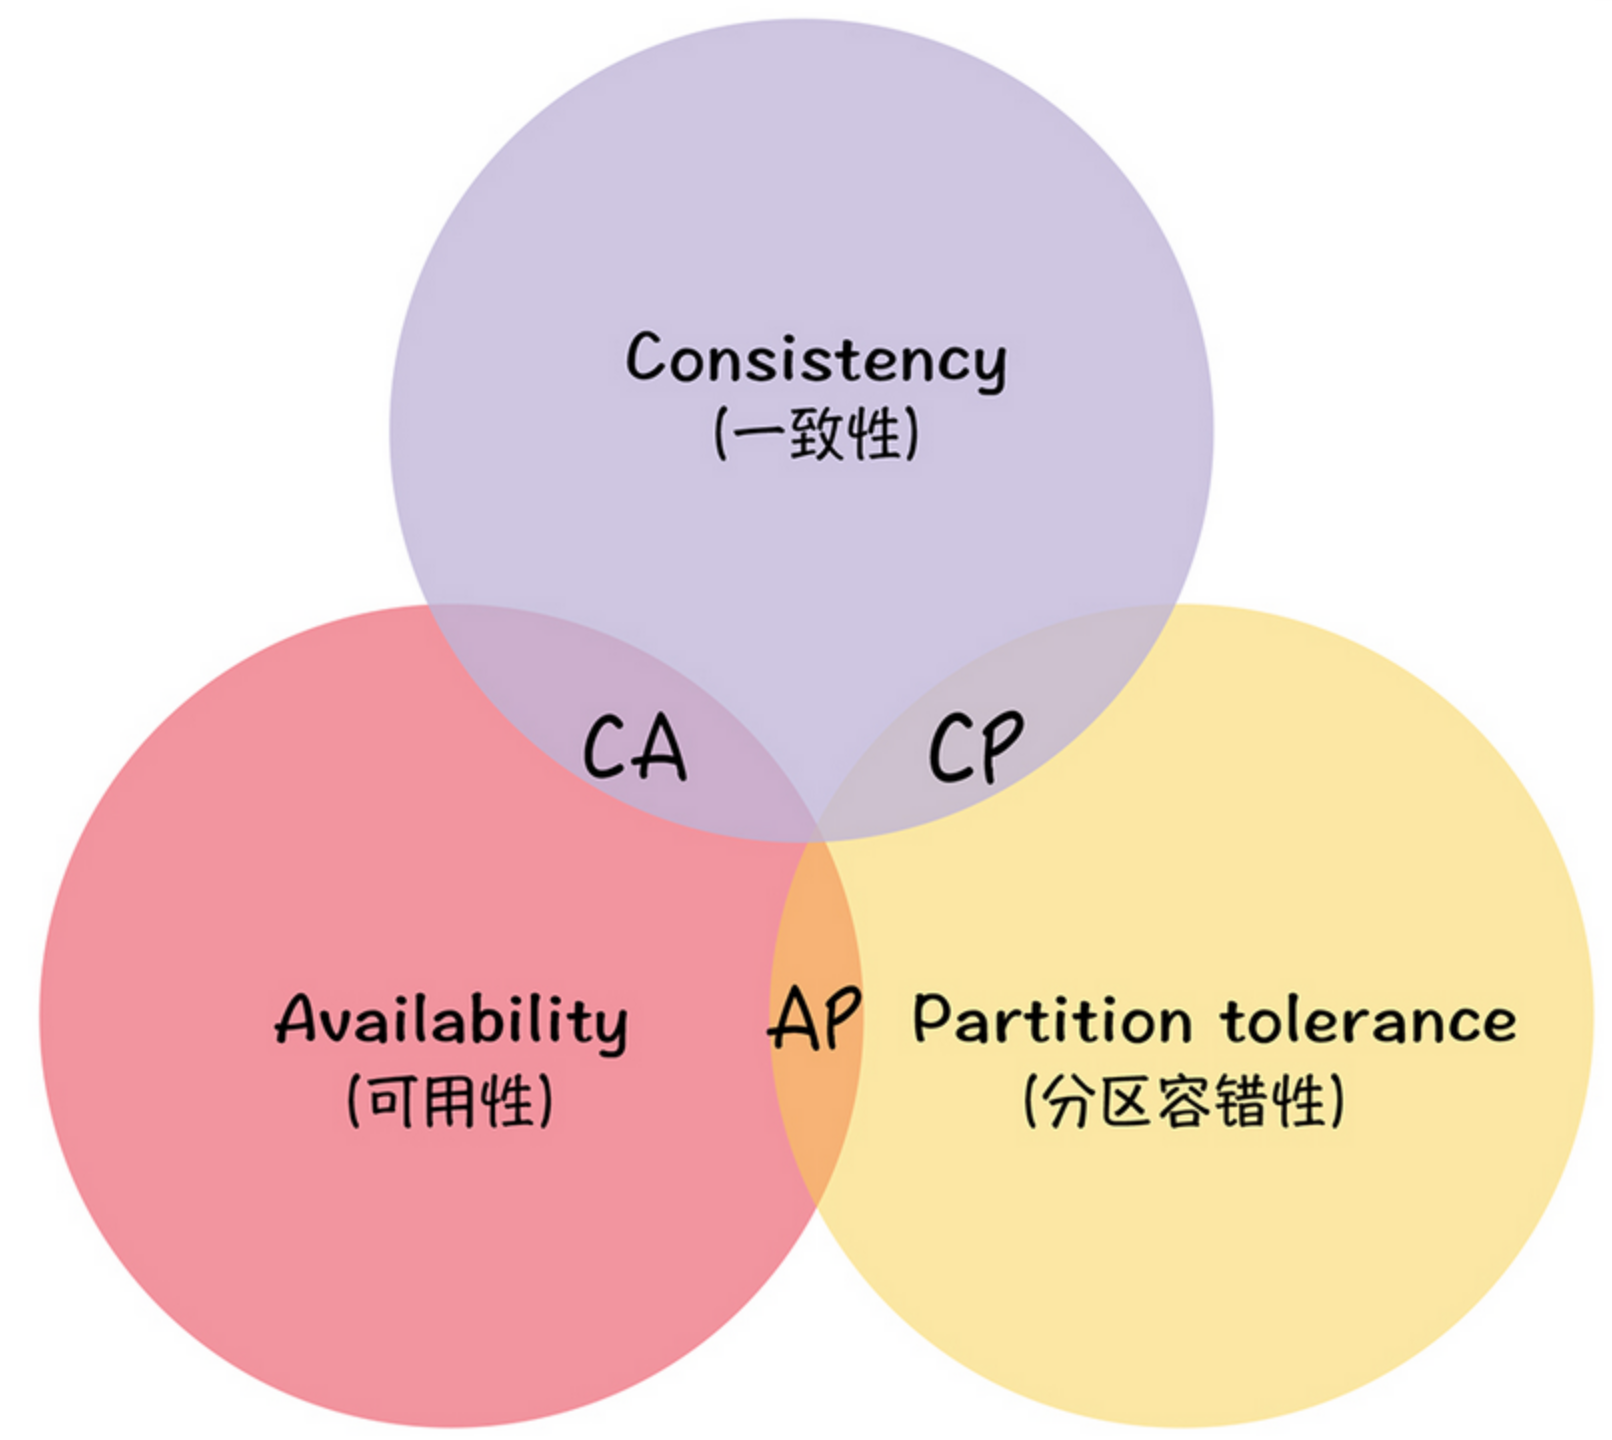 Consistency
(一致性)
CA
CP
Availability
(可用性)
AP
Partition tolerance
(分区容错性)